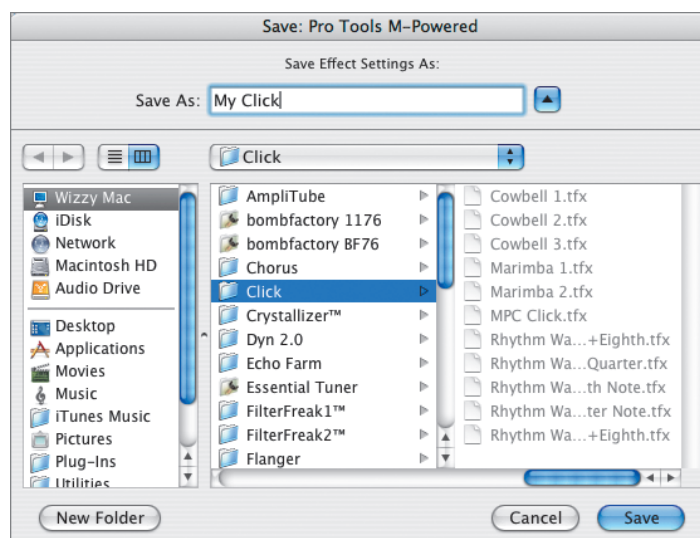 Save: Pro Tools M-Powered
Save Effect Settings As:
Save As: My Click
Click
Wizzy Mac
iDisk
Network
Macintosh HD
Audio Drive
Desktop
Applications
Movies
Music
iTunes Music
Pictures
Plug-Ins
Utilities
AmpliTube
bombfactory 1176
bombfactory BF76
Chorus
Click
Crystallizer™
Dyn 2.0
Echo Farm
Essential Tuner
FilterFreak1™
FilterFreak2™
Flanger
Cowbell 1.tfx
Cowbell 2.tfx
Cowbell 3.tfx
Marimba 1.tfx
Marimba 2.tfx
MPC Click.tfx
Rhythm Wa...+Eighth.tfx
Rhythm Wa...Quarter.tfx
Rhythm Wa...th Note.tfx
Rhythm Wa...ter Note.tfx
Rhythm Wa...+Eighth.tfx
New Folder
Cancel
Save